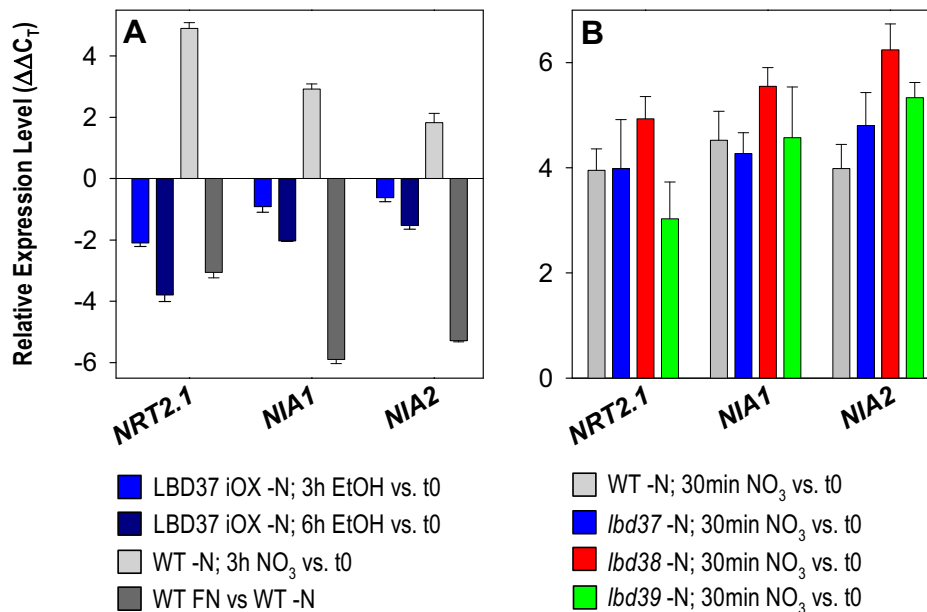 Relative Expression Level (ΔΔC_T)
A
4
2
0
-2
-4
-6
NRT2.1
NIA1
NIA2
LBD37 iOX -N; 3h EtOH vs. t0
LBD37 iOX -N; 6h EtOH vs. t0
WT -N; 3h NO₃ vs. t0
WT FN vs WT -N
B
6
4
2
0
NRT2.1
NIA1
NIA2
WT -N; 30min NO₃ vs. t0
lbd37 -N; 30min NO₃ vs. t0
lbd38 -N; 30min NO₃ vs. t0
lbd39 -N; 30min NO₃ vs. t0